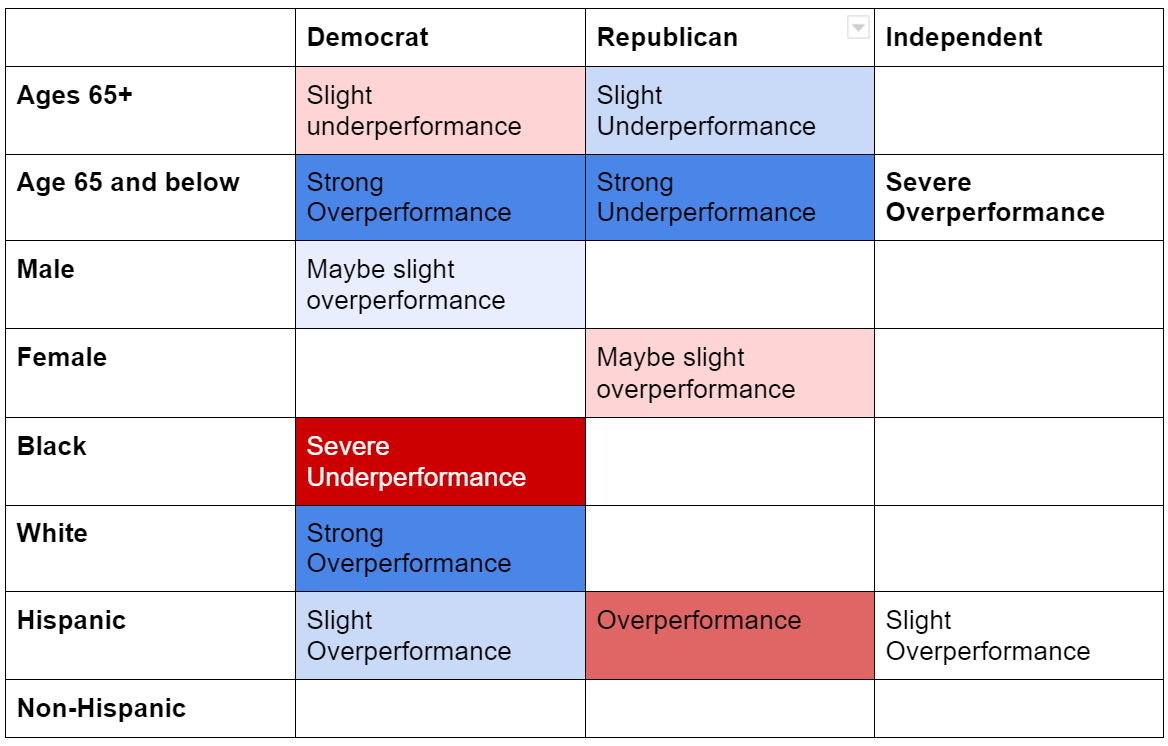 Democrat Republican Independent
Ages 65+ Slight underperformance Slight Underperformance
Age 65 and below Strong Overperformance Strong Underperformance Severe Overperformance
Male Maybe slight overperformance
Female Maybe slight overperformance
Black Severe Underperformance
White Strong Overperformance
Hispanic Slight Overperformance Overperformance Slight Overperformance
Non-Hispanic